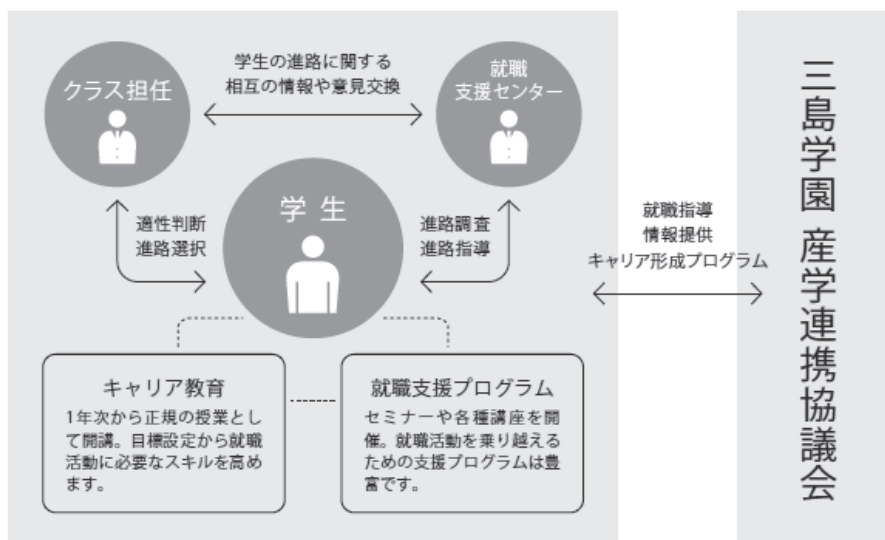 クラス担任
学生の進路に関する
相互の情報や意見交換
就職
支援センター
適性判断
進路選択
学 生
進路調査
進路指導
就職指導
情報提供
キャリア形成プログラム
キャリア教育
1年次から正規の授業とし
て開講。目標設定から就職
活動に必要なスキルを高め
ます。
就職支援プログラム
セミナーや各種講座を開
催。就職活動を乗り越える
ための支援プログラムは豊
富です。
三島学園 産学連携協議会